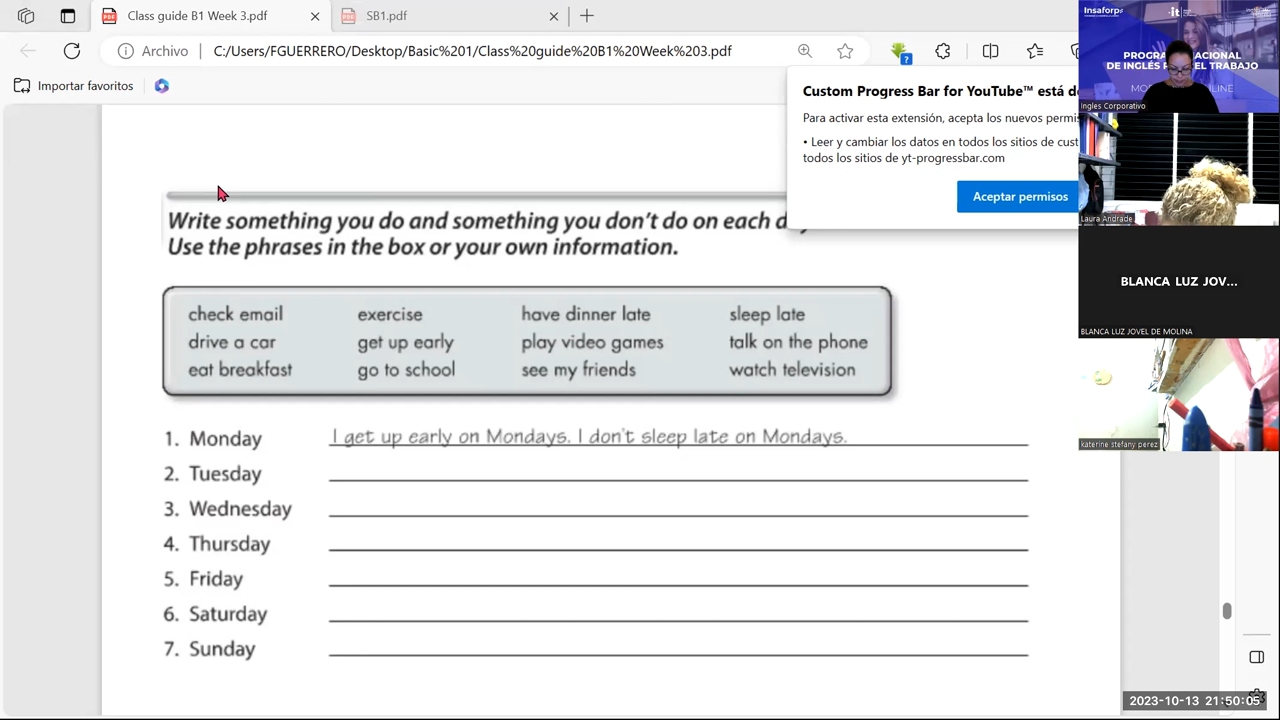 Class guide B1 Week 3.pdf
SB1.pdf
Archivo
C:/Users/FGUERRERO/Desktop/Basic%201/Class%20guide%20B1%20Week%203.pdf
Importar favoritos
Custom Progress Bar for YouTube™ está de
Para activar esta extensión, acepta los nuevos permis
• Leer y cambiar los datos en todos los sitios de cust
todos los sitios de yt-progressbar.com
Aceptar permisos
Write something you do and something you don't do on each
Use the phrases in the box or your own information.
check email exercise have dinner late sleep late
drive a car get up early play video games talk on the phone
eat breakfast go to school see my friends watch television
1. Monday I get up early on Mondays. I don't sleep late on Mondays.
2. Tuesday
3. Wednesday
4. Thursday
5. Friday
6. Saturday
7. Sunday
Insaforp
DE INGLÉS EL TRABAJO
Ingles Corporativo
Laura Andrade
BLANCA LUZ JOV...
BLANCA LUZ JOVEL DE MOLINA
katerine stefany perez
2023-10-13 21:50:05